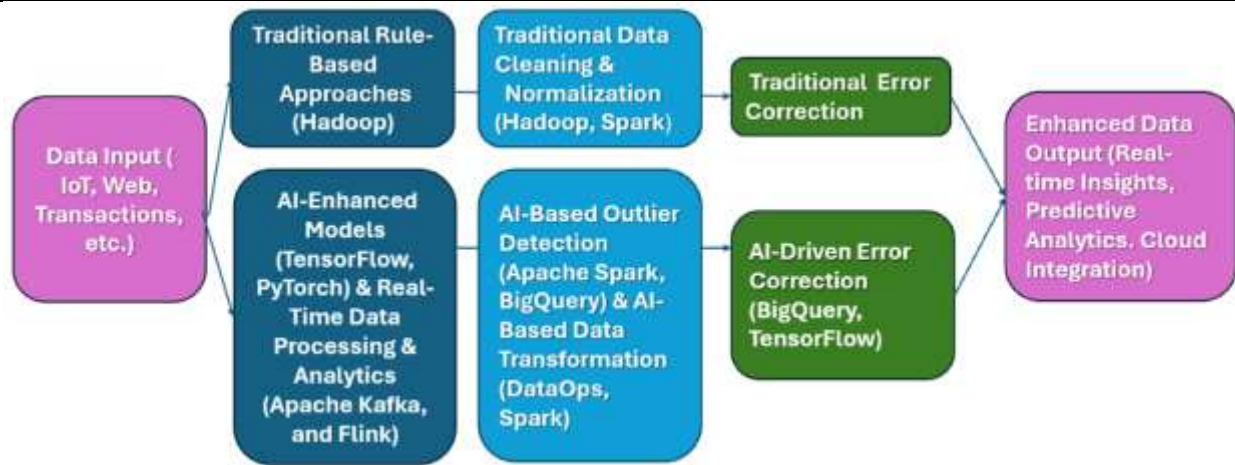 Data Input (
IoT, Web,
Transactions,
etc.)
Traditional Rule-
Based
Approaches
(Hadoop)
Traditional Data
Cleaning &
Normalization
(Hadoop, Spark)
Traditional Error
Correction
AI-Enhanced
Models
(TensorFlow,
PyTorch) & Real-
Time Data
Processing &
Analytics
(Apache Kafka,
and Flink)
AI-Based Outlier
Detection
(Apache Spark,
BigQuery) & AI-
Based Data
Transformation
(DataOps,
Spark)
AI-Driven Error
Correction
(BigQuery,
TensorFlow)
Enhanced Data
Output (Real-
time Insights,
Predictive
Analytics. Cloud
Integration)